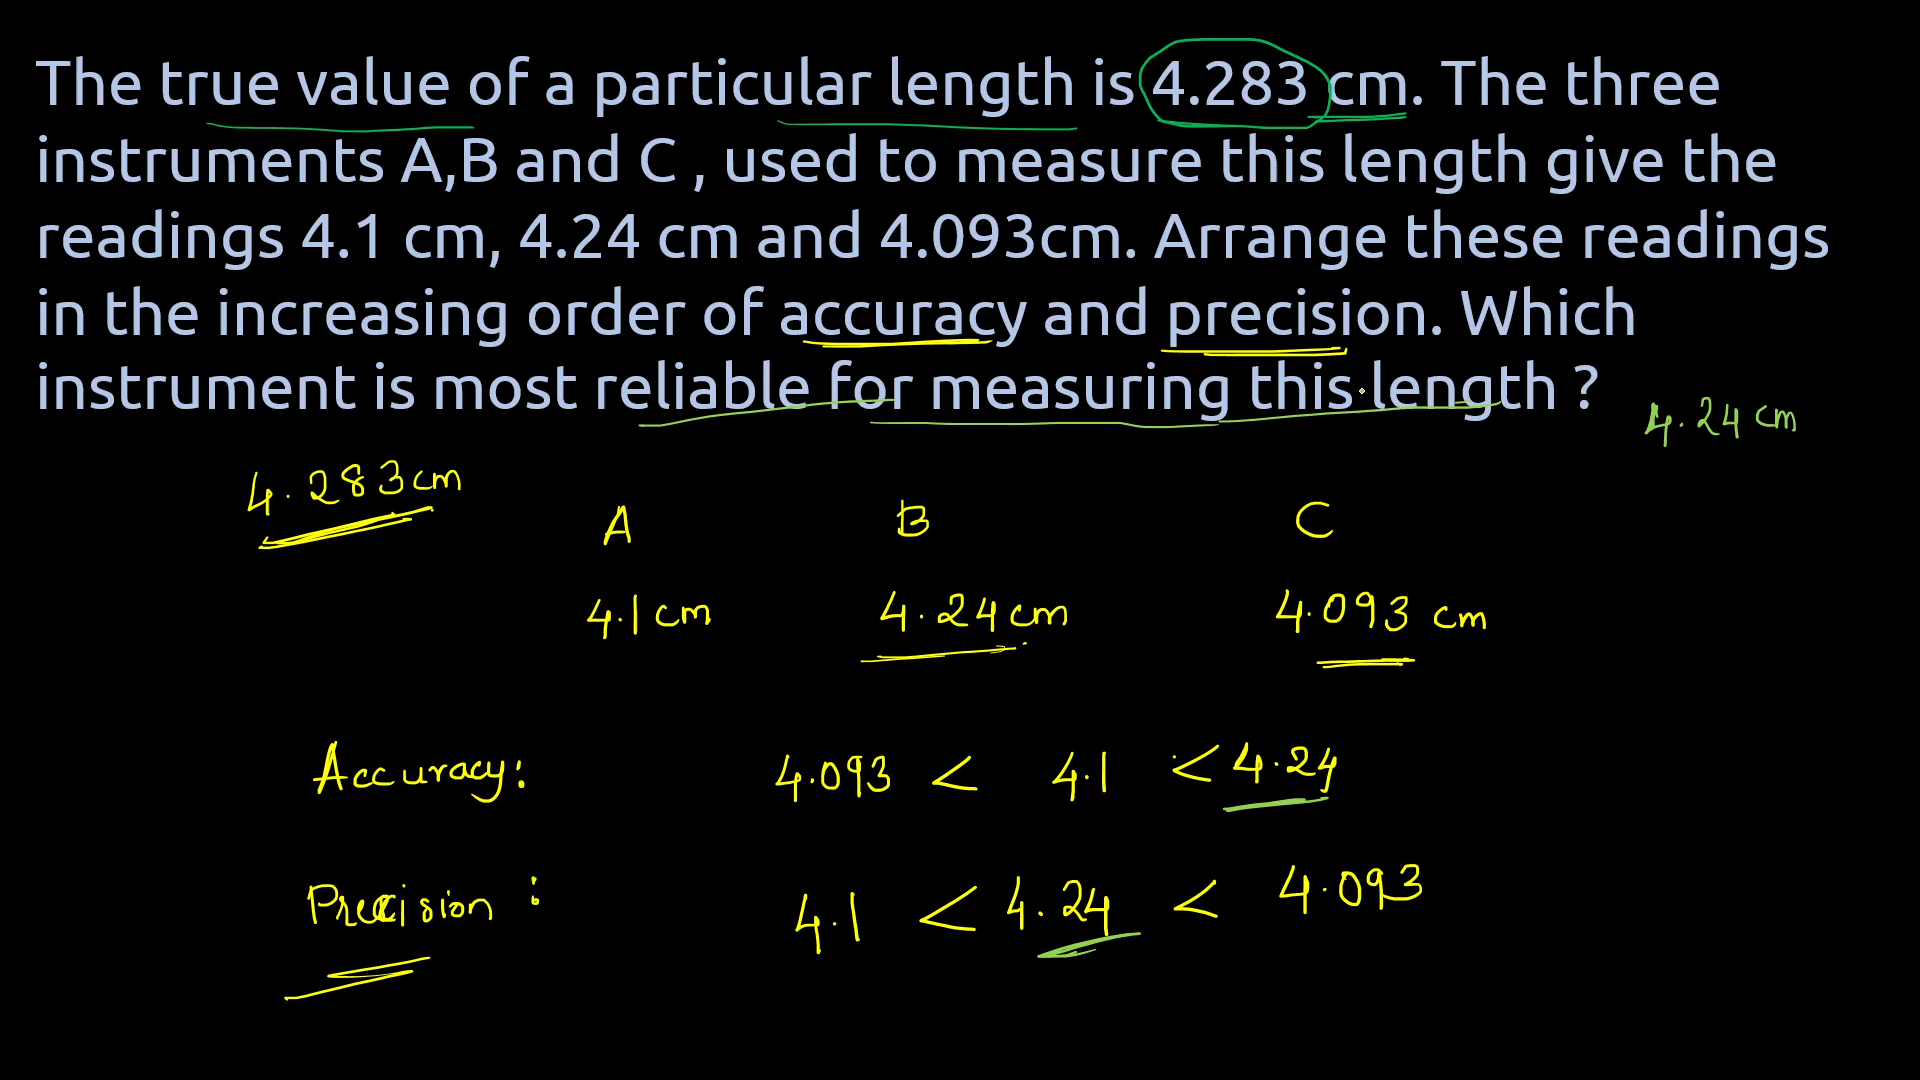 The true value of a particular length is 4.283 cm. The three
instruments A,B and C , used to measure this length give the
readings 4.1 cm, 4.24 cm and 4.093cm. Arrange these readings
in the increasing order of accuracy and precision. Which
instrument is most reliable for measuring this length ?
4.24 cm
4.283cm
A B C
4.1 cm 4.24cm 4.093 cm
Accuracy: 4.093 < 4.1 < 4.24
Precision : 4.1 < 4.24 < 4.093